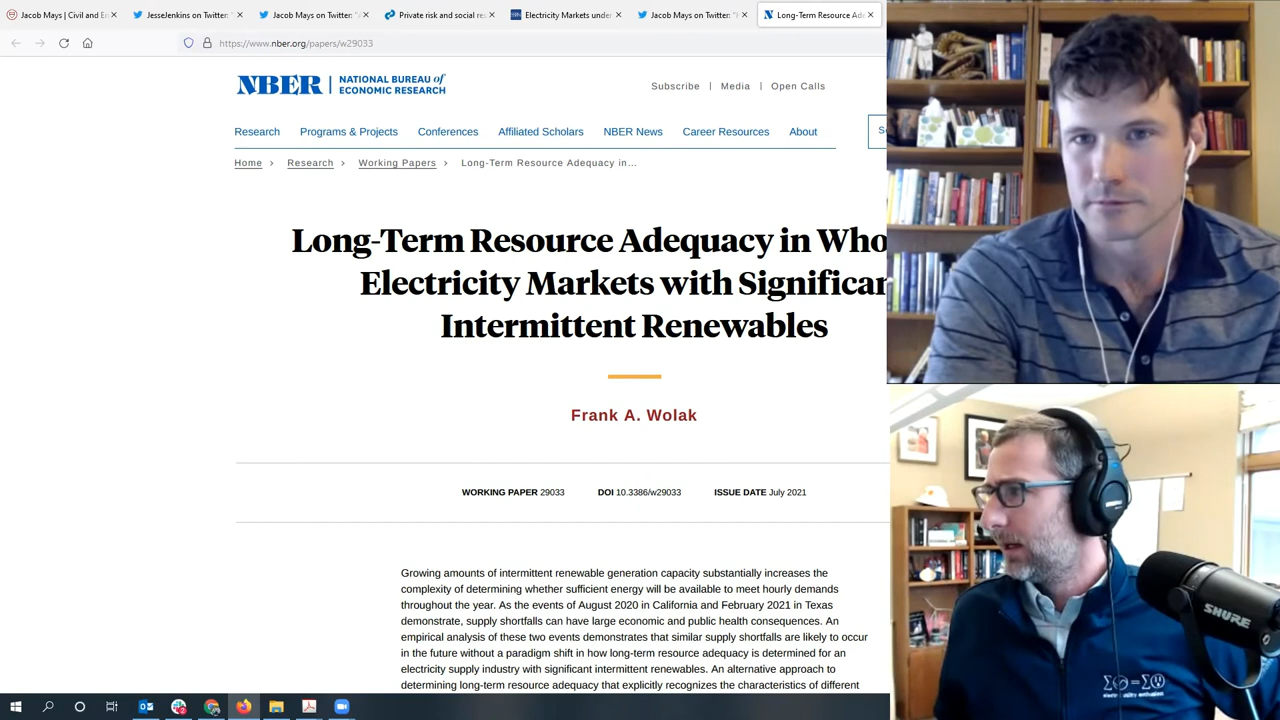 Jacob Mays | Civil and En
JesseJenkins on Twitter: "
Jacob Mays on Twitter: "A
Private risk and social res
Electricity Markets under
Jacob Mays on Twitter: "
Long-Term Resource Ade
https://www.nber.org/papers/w29033
NBER | NATIONAL BUREAU of
ECONOMIC RESEARCH
Subscribe | Media | Open Calls
Research Programs & Projects Conferences Affiliated Scholars NBER News Career Resources About
Home > Research > Working Papers > Long-Term Resource Adequacy in…
Long-Term Resource Adequacy in Who
Electricity Markets with Significan
Intermittent Renewables
Frank A. Wolak
WORKING PAPER 29033 DOI 10.3386/w29033 ISSUE DATE July 2021
Growing amounts of intermittent renewable generation capacity substantially increases the
complexity of determining whether sufficient energy will be available to meet hourly demands
throughout the year. As the events of August 2020 in California and February 2021 in Texas
demonstrate, supply shortfalls can have large economic and public health consequences. An
empirical analysis of these two events demonstrates that similar supply shortfalls are likely to occur
in the future without a paradigm shift in how long-term resource adequacy is determined for an
electricity supply industry with significant intermittent renewables. An alternative approach to
determining long-term resource adequacy that explicitly recognizes the characteristics of different
SHURE